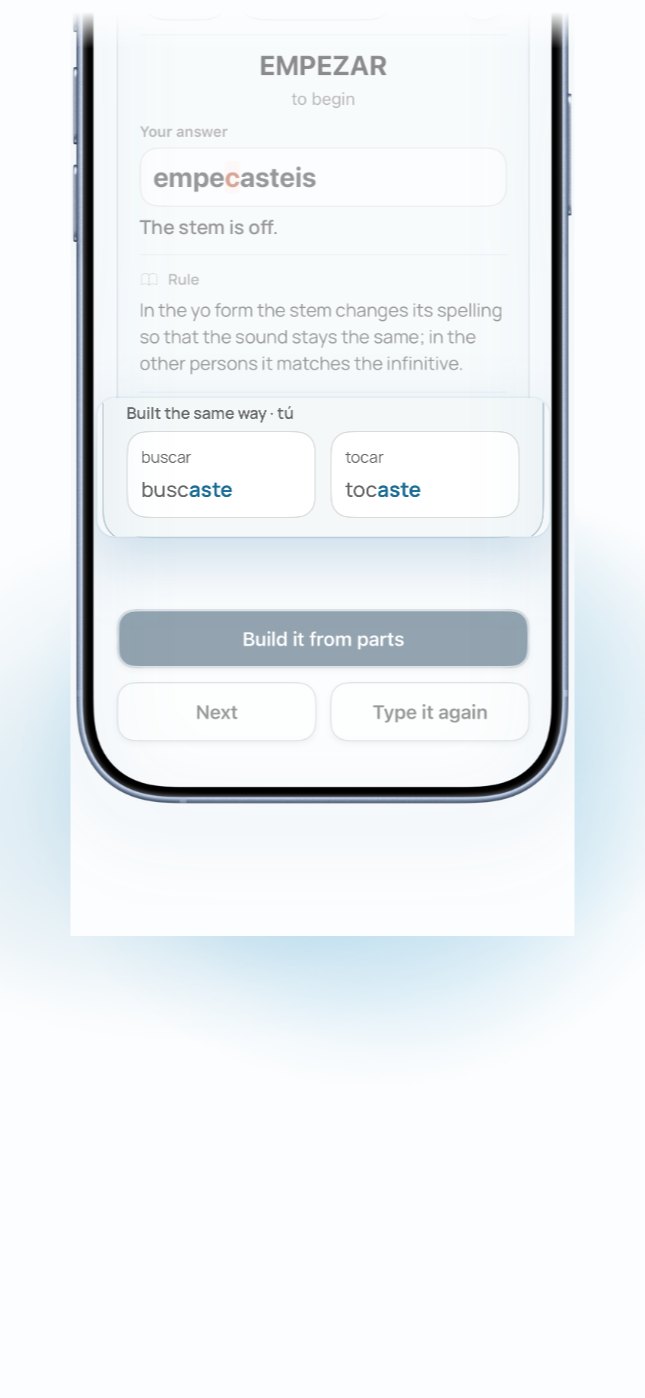 EMPEZAR
to begin
Your answer
empecasteis
The stem is off.
Rule
In the yo form the stem changes its spelling
so that the sound stays the same; in the
other persons it matches the infinitive.
Built the same way · tú
buscar
tocar
buscaste
tocaste
Build it from parts
Next
Type it again